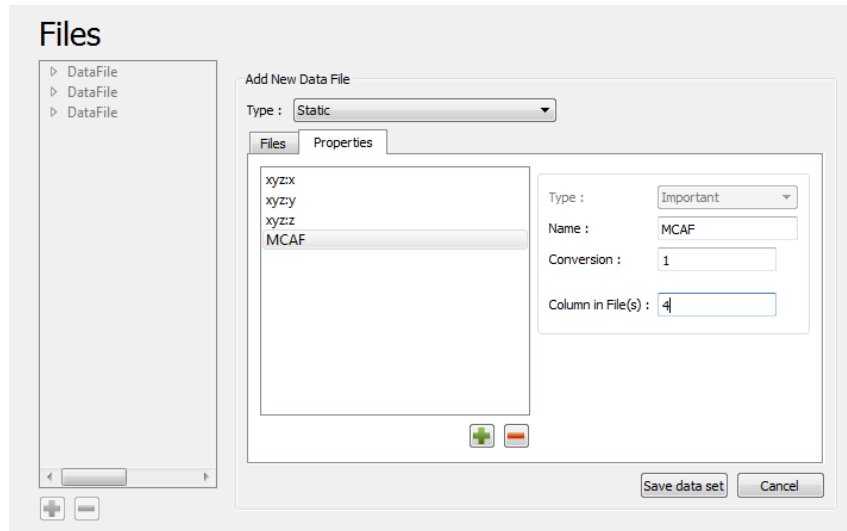 Files
DataFile
DataFile
DataFile
Add New Data File
Type : Static
Files Properties
xyz:x
xyz:y
xyz:z
MCAF
Type : Important
Name : MCAF
Conversion : 1
Column in File(s) : 4
Save data set Cancel